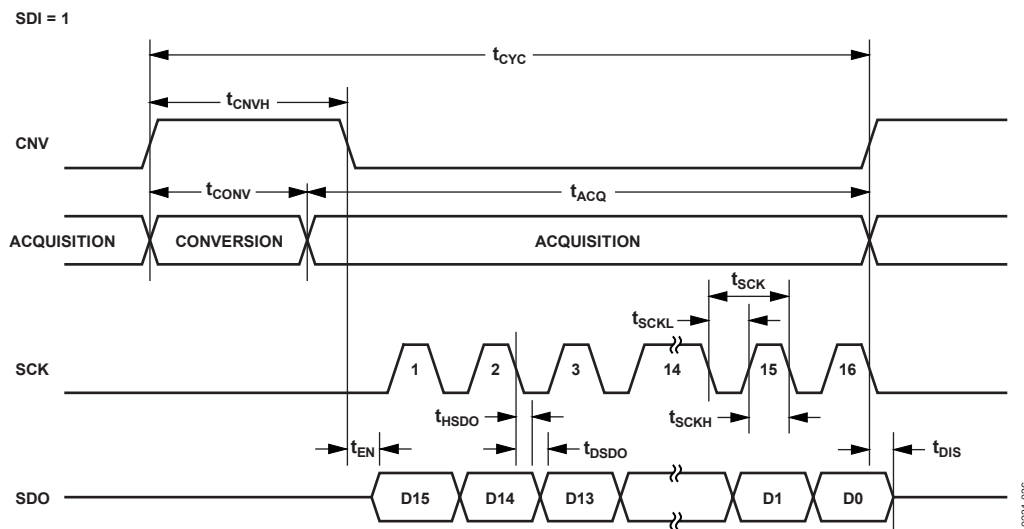 SDI = 1
tCYC
tCNVH
CNV
tCONV
tACQ
ACQUISITION
CONVERSION
ACQUISITION
tSCK
tSCKL
SCK
1
2
3
14
15
16
tHSDO
tSCKH
tEN
tDSDO
tDIS
SDO
D15
D14
D13
D1
D0